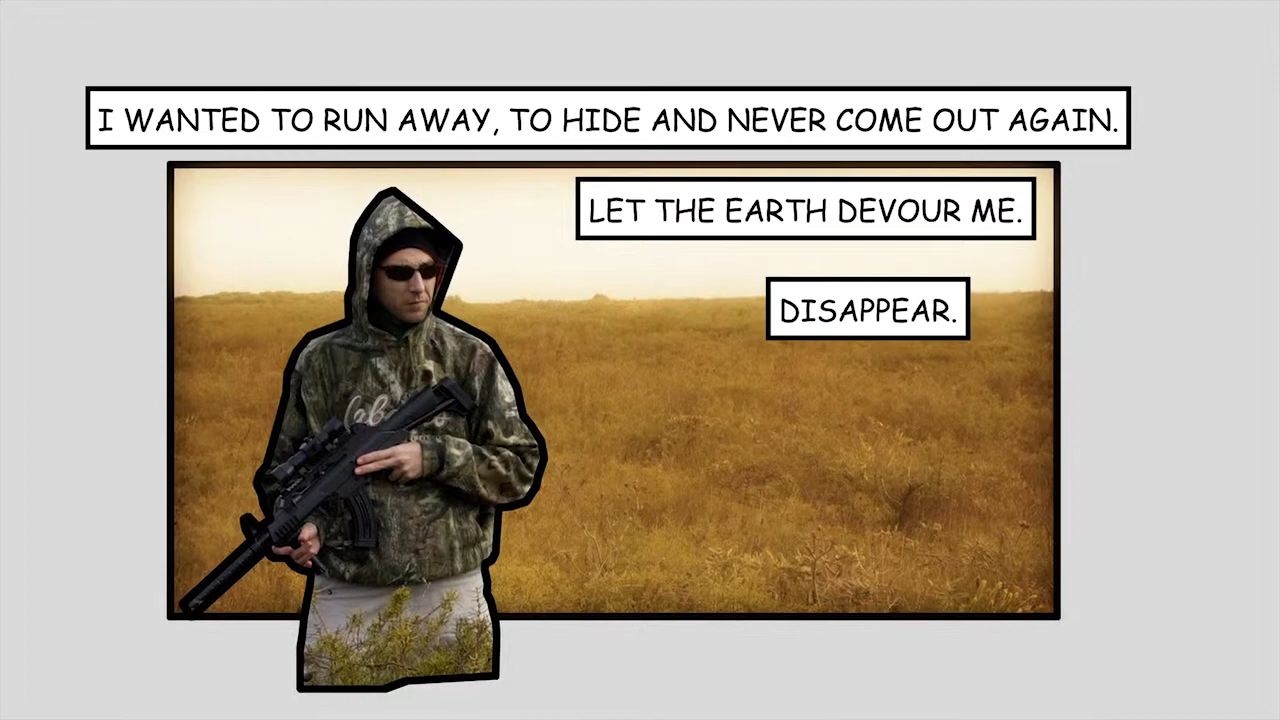 I WANTED TO RUN AWAY, TO HIDE AND NEVER COME OUT AGAIN.
LET THE EARTH DEVOUR ME.
DISAPPEAR.